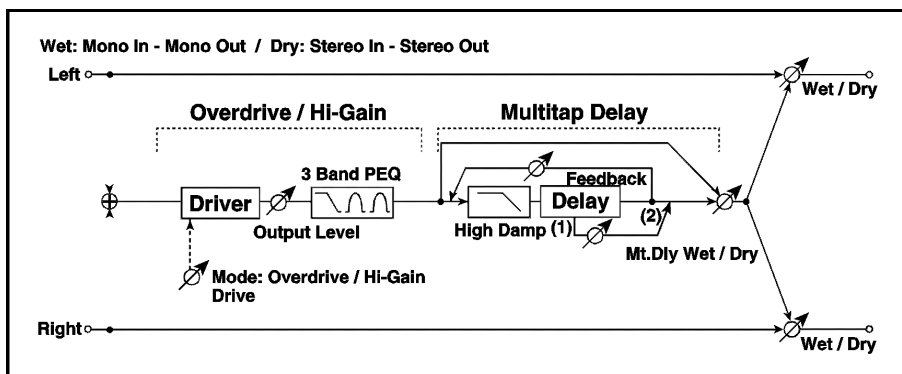 Wet: Mono In - Mono Out / Dry: Stereo In - Stereo Out
Left
Wet / Dry
Overdrive / Hi-Gain
Multitap Delay
3 Band PEQ
Feedback
Driver
Delay
Output Level
High Damp
(1)
(2)
Mt.Dly Wet / Dry
Mode: Overdrive / Hi-Gain
Drive
Right
Wet / Dry